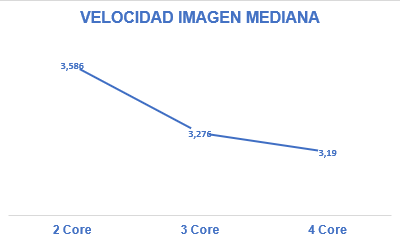 VELOCIDAD IMAGEN MEDIANA
3,586
3,276
3,19
2 Core 3 Core 4 Core